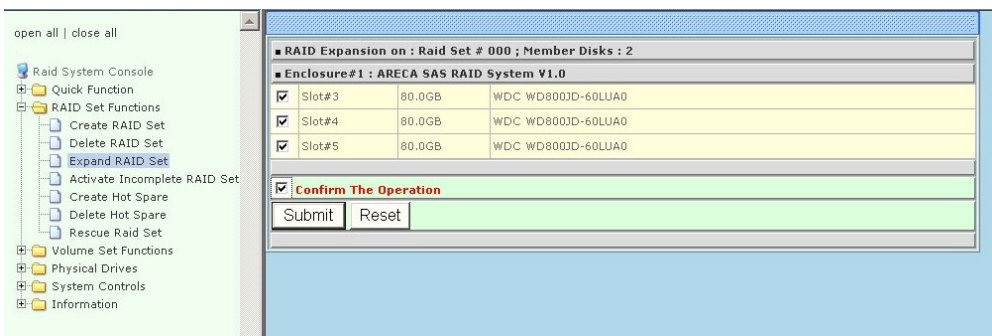 open all | close all
Raid System Console
Quick Function
RAID Set Functions
Create RAID Set
Delete RAID Set
Expand RAID Set
Activate Incomplete RAID Set
Create Hot Spare
Delete Hot Spare
Rescue Raid Set
Volume Set Functions
Physical Drives
System Controls
Information
RAID Expansion on : Raid Set # 000 ; Member Disks : 2
Enclosure#1 : ARECA SAS RAID System V1.0
Slot#3 80.0GB WDC WD800JD-60LUA0
Slot#4 80.0GB WDC WD800JD-60LUA0
Slot#5 80.0GB WDC WD800JD-60LUA0
Confirm The Operation
Submit Reset